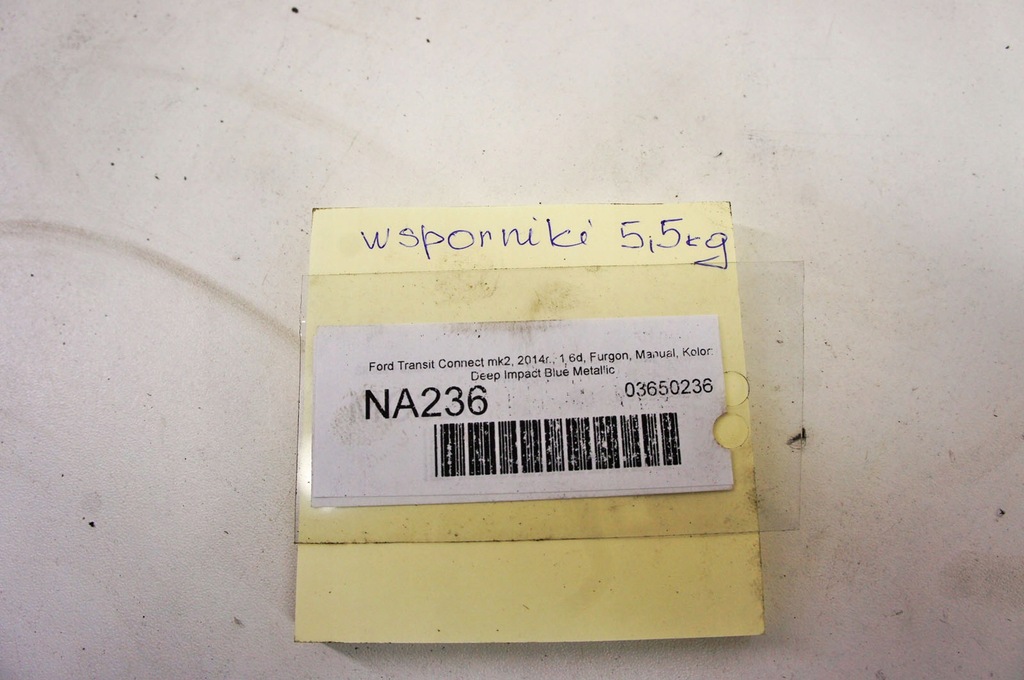 wsporniki 5,5kg
Ford Transit Connect mk2, 2014r., 1.6d, Furgon, Manual, Kolor:
Deep Impact Blue Metallic
NA236 03650236